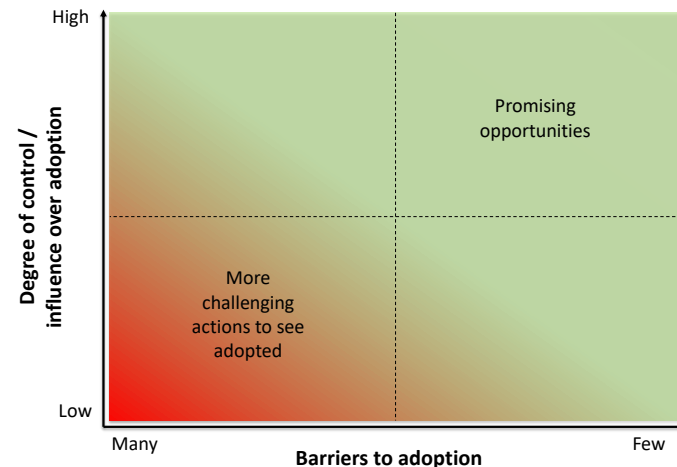 High
Degree of control /
influence over adoption
Promising
opportunities
More
challenging
actions to see
adopted
Low
Many
Few
Barriers to adoption